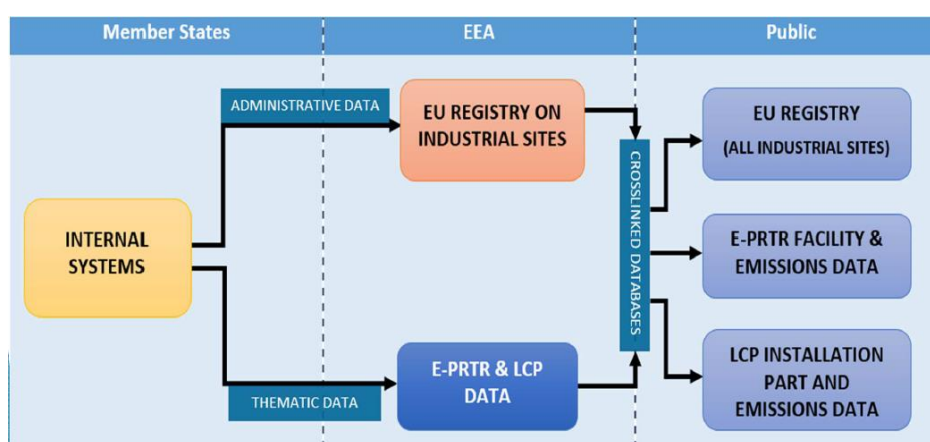 Member States
EEA
Public
ADMINISTRATIVE DATA
EU REGISTRY ON
INDUSTRIAL SITES
EU REGISTRY
(ALL INDUSTRIAL SITES)
INTERNAL
SYSTEMS
CROSSLINKED DATABASES
E-PRTR FACILITY &
EMISSIONS DATA
E-PRTR & LCP
DATA
THEMATIC DATA
LCP INSTALLATION
PART AND
EMISSIONS DATA